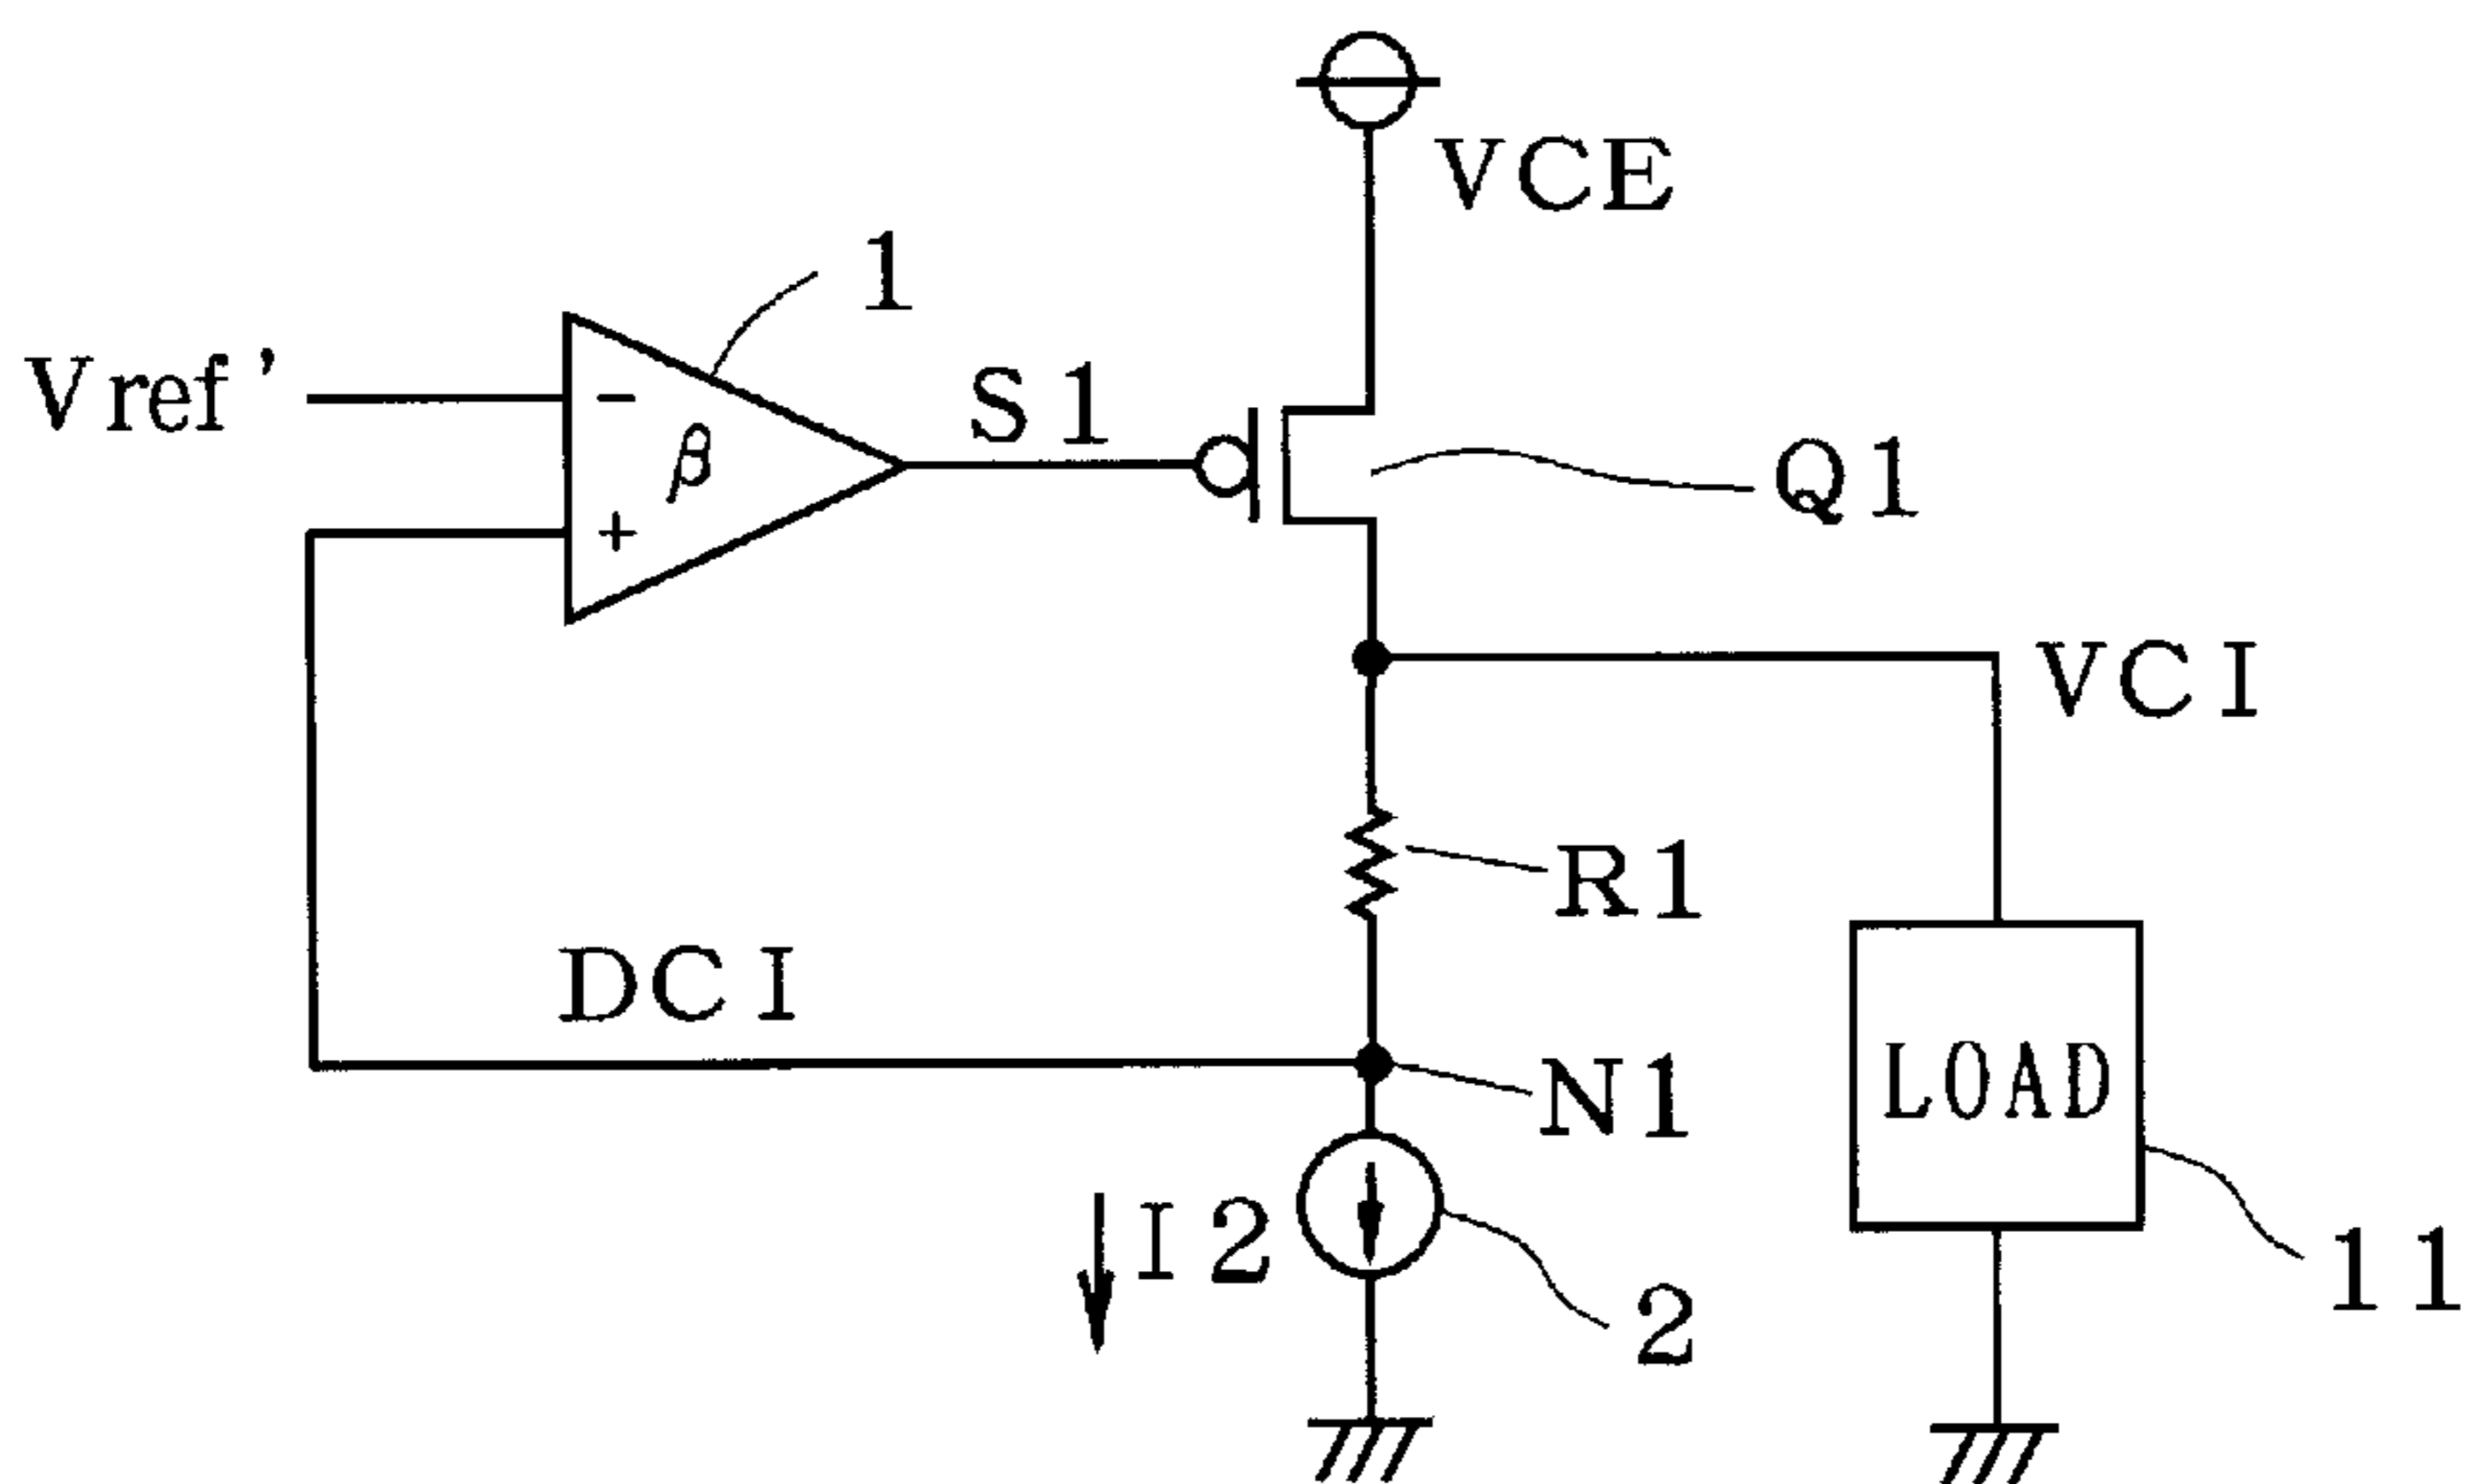 VCE
1
Vref'
S1
−
β
+
Q1
VCI
R1
DCI
LOAD
N1
I2
2
11